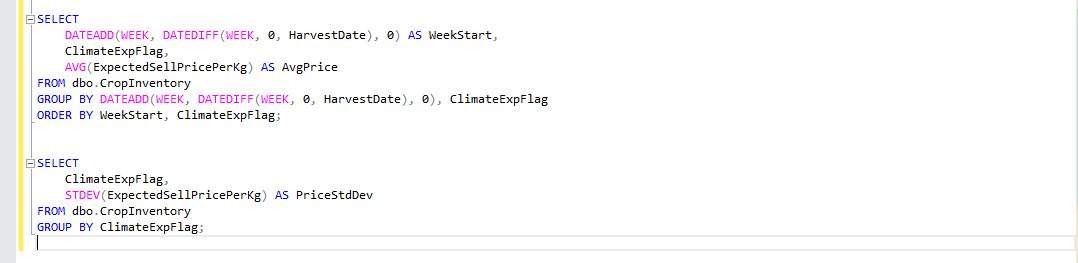 SELECT
DATEADD(WEEK, DATEDIFF(WEEK, 0, HarvestDate), 0) AS WeekStart,
ClimateExpFlag,
AVG(ExpectedSellPricePerKg) AS AvgPrice
FROM dbo.CropInventory
GROUP BY DATEADD(WEEK, DATEDIFF(WEEK, 0, HarvestDate), 0), ClimateExpFlag
ORDER BY WeekStart, ClimateExpFlag;
SELECT
ClimateExpFlag,
STDEV(ExpectedSellPricePerKg) AS PriceStdDev
FROM dbo.CropInventory
GROUP BY ClimateExpFlag;